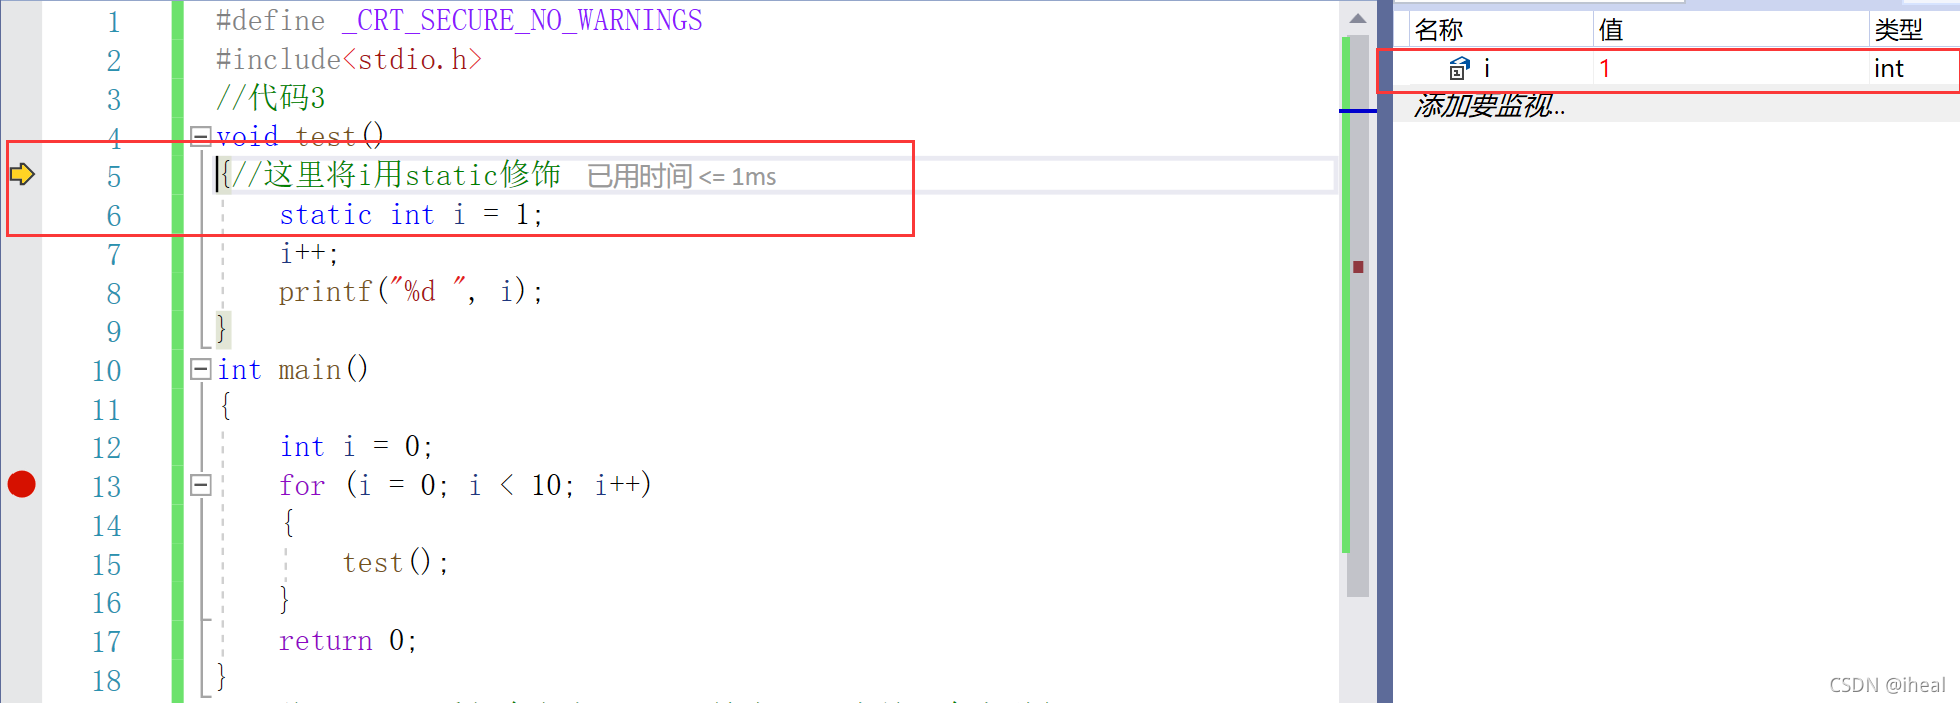 1 #define _CRT_SECURE_NO_WARNINGS
2 #include<stdio.h>
3 //代码3
4 void test()
5 {//这里将i用static修饰 已用时间 <= 1ms
6 static int i = 1;
7 i++;
8 printf("%d ", i);
9 }
10 int main()
11 {
12 int i = 0;
13 for (i = 0; i < 10; i++)
14 {
15 test();
16 }
17 return 0;
18 }
名称 值 类型
i 1 int
添加要监视...
CSDN @iheal